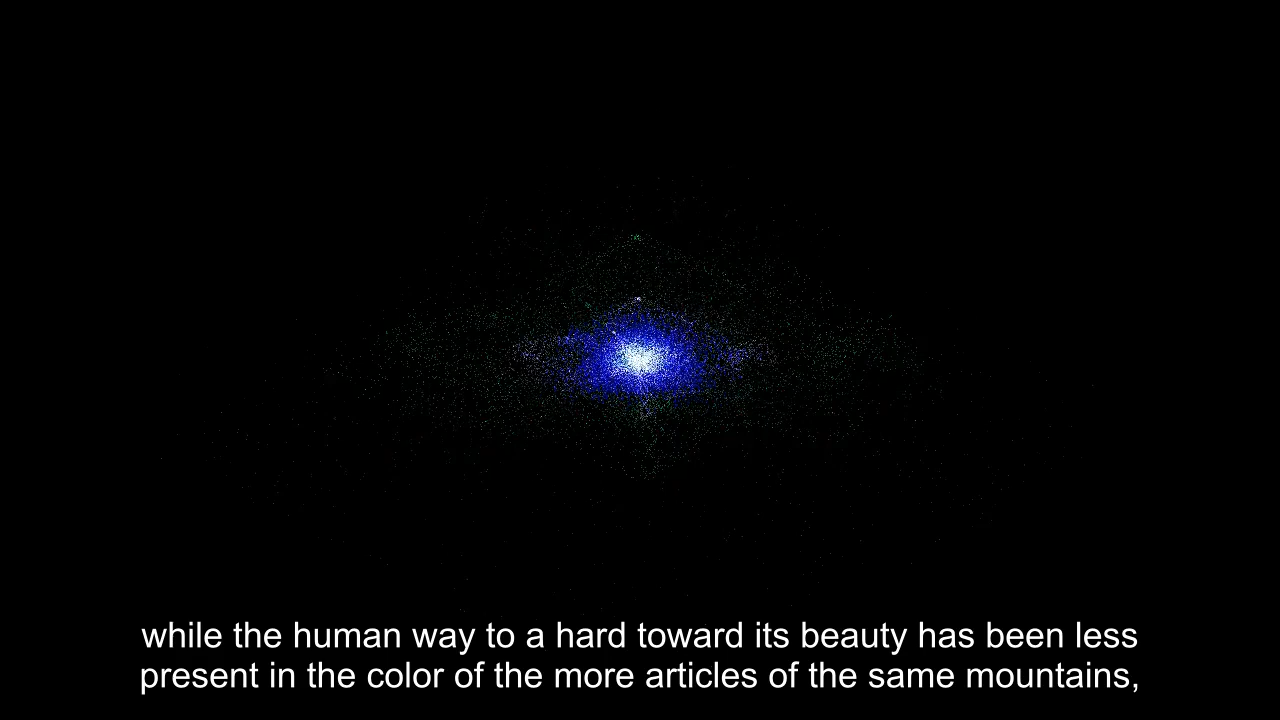 while the human way to a hard toward its beauty has been less
present in the color of the more articles of the same mountains,